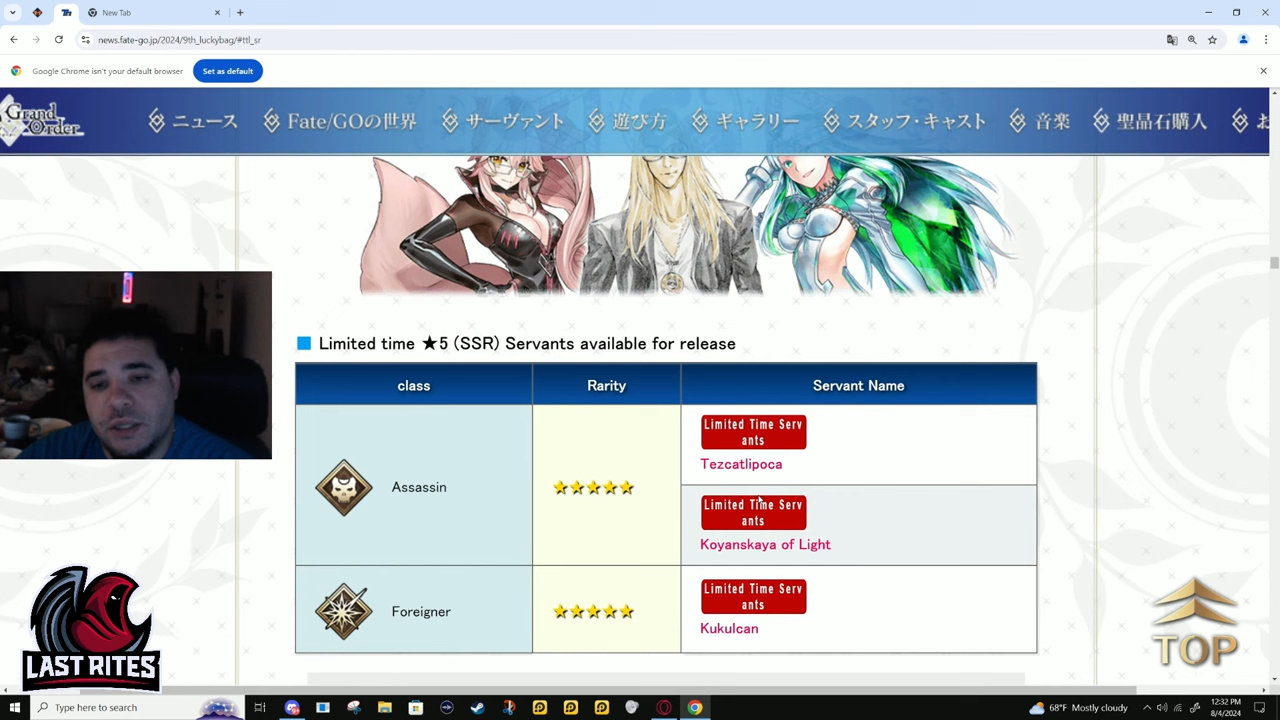 New Tab
news.fate-go.jp/2024/9th_luckybag/#ttl_sr
Google Chrome isn't your default browser
Set as default
Grand Order
ニュース
Fate/GOの世界
サーヴァント
遊び方
ギャラリー
スタッフ・キャスト
音楽
聖晶石購入
お
Limited time ★5 (SSR) Servants available for release
class
Rarity
Servant Name
Assassin
★★★★★
Limited Time Serv
ants
Tezcatlipoca
Limited Time Serv
ants
Koyanskaya of Light
Foreigner
★★★★★
Limited Time Serv
ants
Kukulcan
TOP
LAST RITES
Type here to search
68°F Mostly cloudy
12:32 PM
8/4/2024